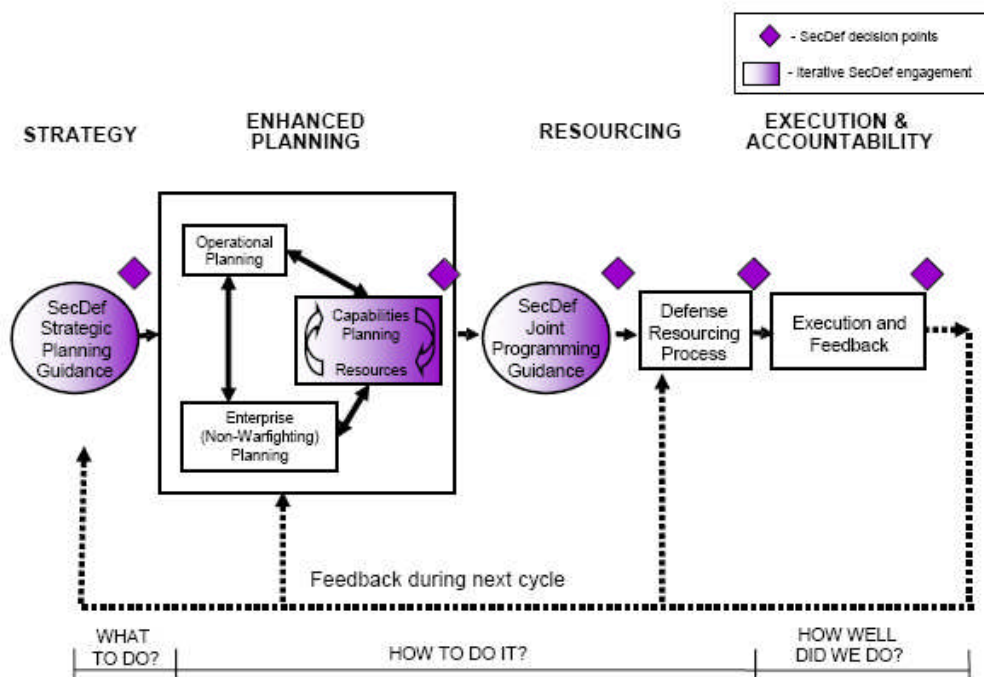 - SecDef decision points
- Iterative SecDef engagement
STRATEGY
ENHANCED
PLANNING
RESOURCING
EXECUTION &
ACCOUNTABILITY
SecDef
Strategic
Planning
Guidance
Operational
Planning
Capabilities
Planning
Resources
Enterprise
(Non-Warfighting)
Planning
SecDef
Joint
Programming
Guidance
Defense
Resourcing
Process
Execution and
Feedback
Feedback during next cycle
WHAT
TO DO?
HOW TO DO IT?
HOW WELL
DID WE DO?